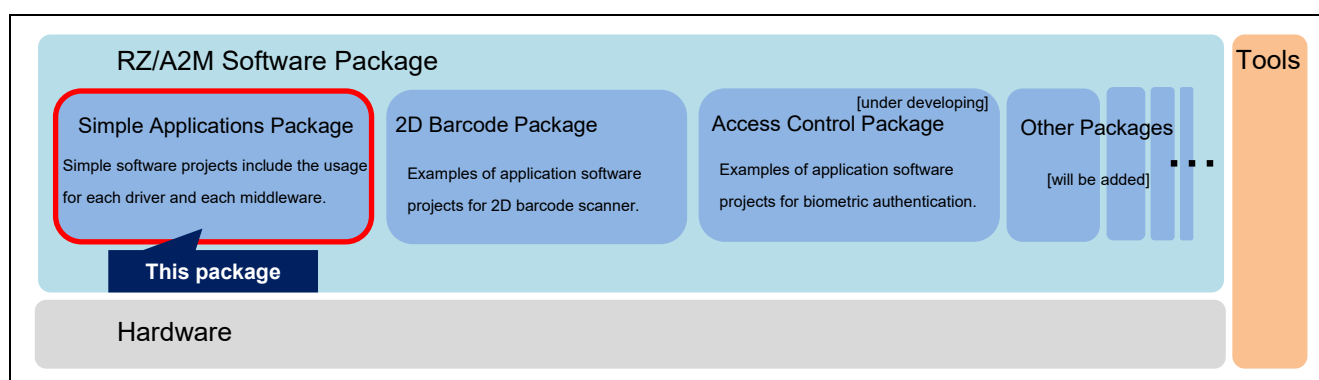 RZ/A2M Software Package
Tools
Simple Applications Package
Simple software projects include the usage
for each driver and each middleware.
This package
2D Barcode Package
Examples of application software
projects for 2D barcode scanner.
[under developing]
Access Control Package
Examples of application software
projects for biometric authentication.
Other Packages
...
[will be added]
Hardware